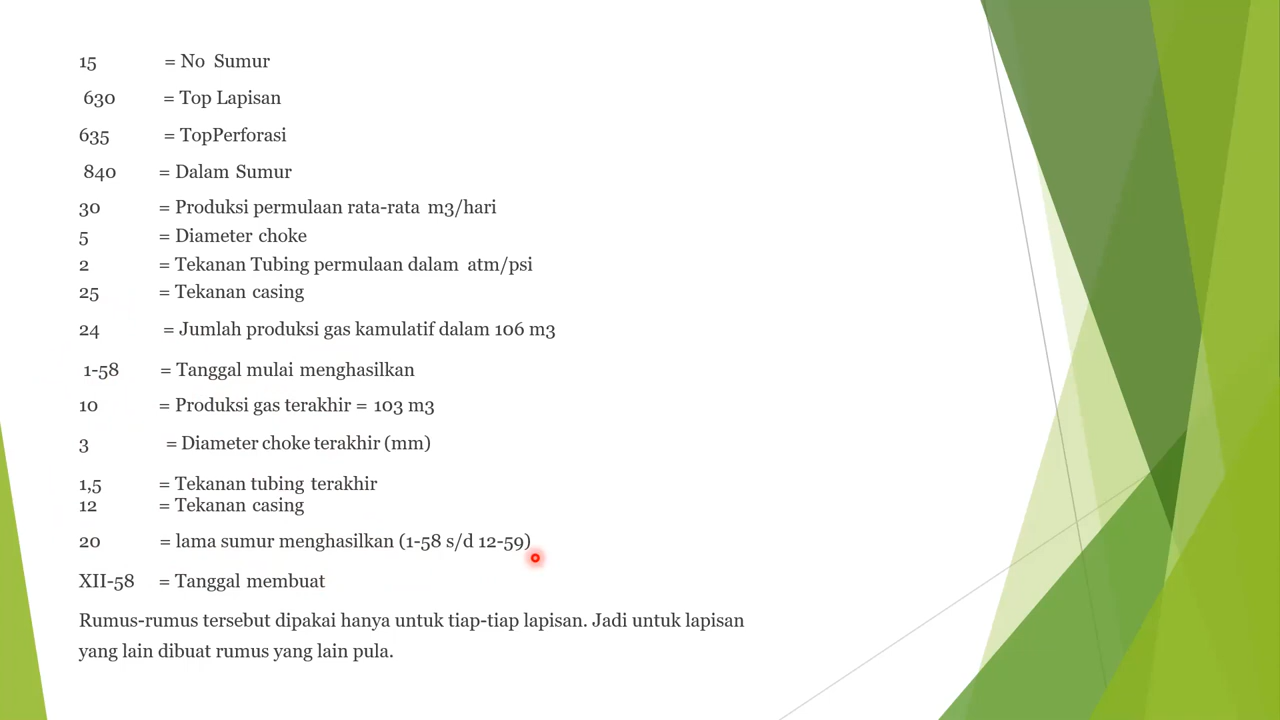 15 = No Sumur
630 = Top Lapisan
635 = TopPerforasi
840 = Dalam Sumur
30 = Produksi permulaan rata-rata m3/hari
5 = Diameter choke
2 = Tekanan Tubing permulaan dalam atm/psi
25 = Tekanan casing
24 = Jumlah produksi gas kamulatif dalam 106 m3
1-58 = Tanggal mulai menghasilkan
10 = Produksi gas terakhir = 103 m3
3 = Diameter choke terakhir (mm)
1,5 = Tekanan tubing terakhir
12 = Tekanan casing
20 = lama sumur menghasilkan (1-58 s/d 12-59)
XII-58 = Tanggal membuat
Rumus-rumus tersebut dipakai hanya untuk tiap-tiap lapisan. Jadi untuk lapisan
yang lain dibuat rumus yang lain pula.